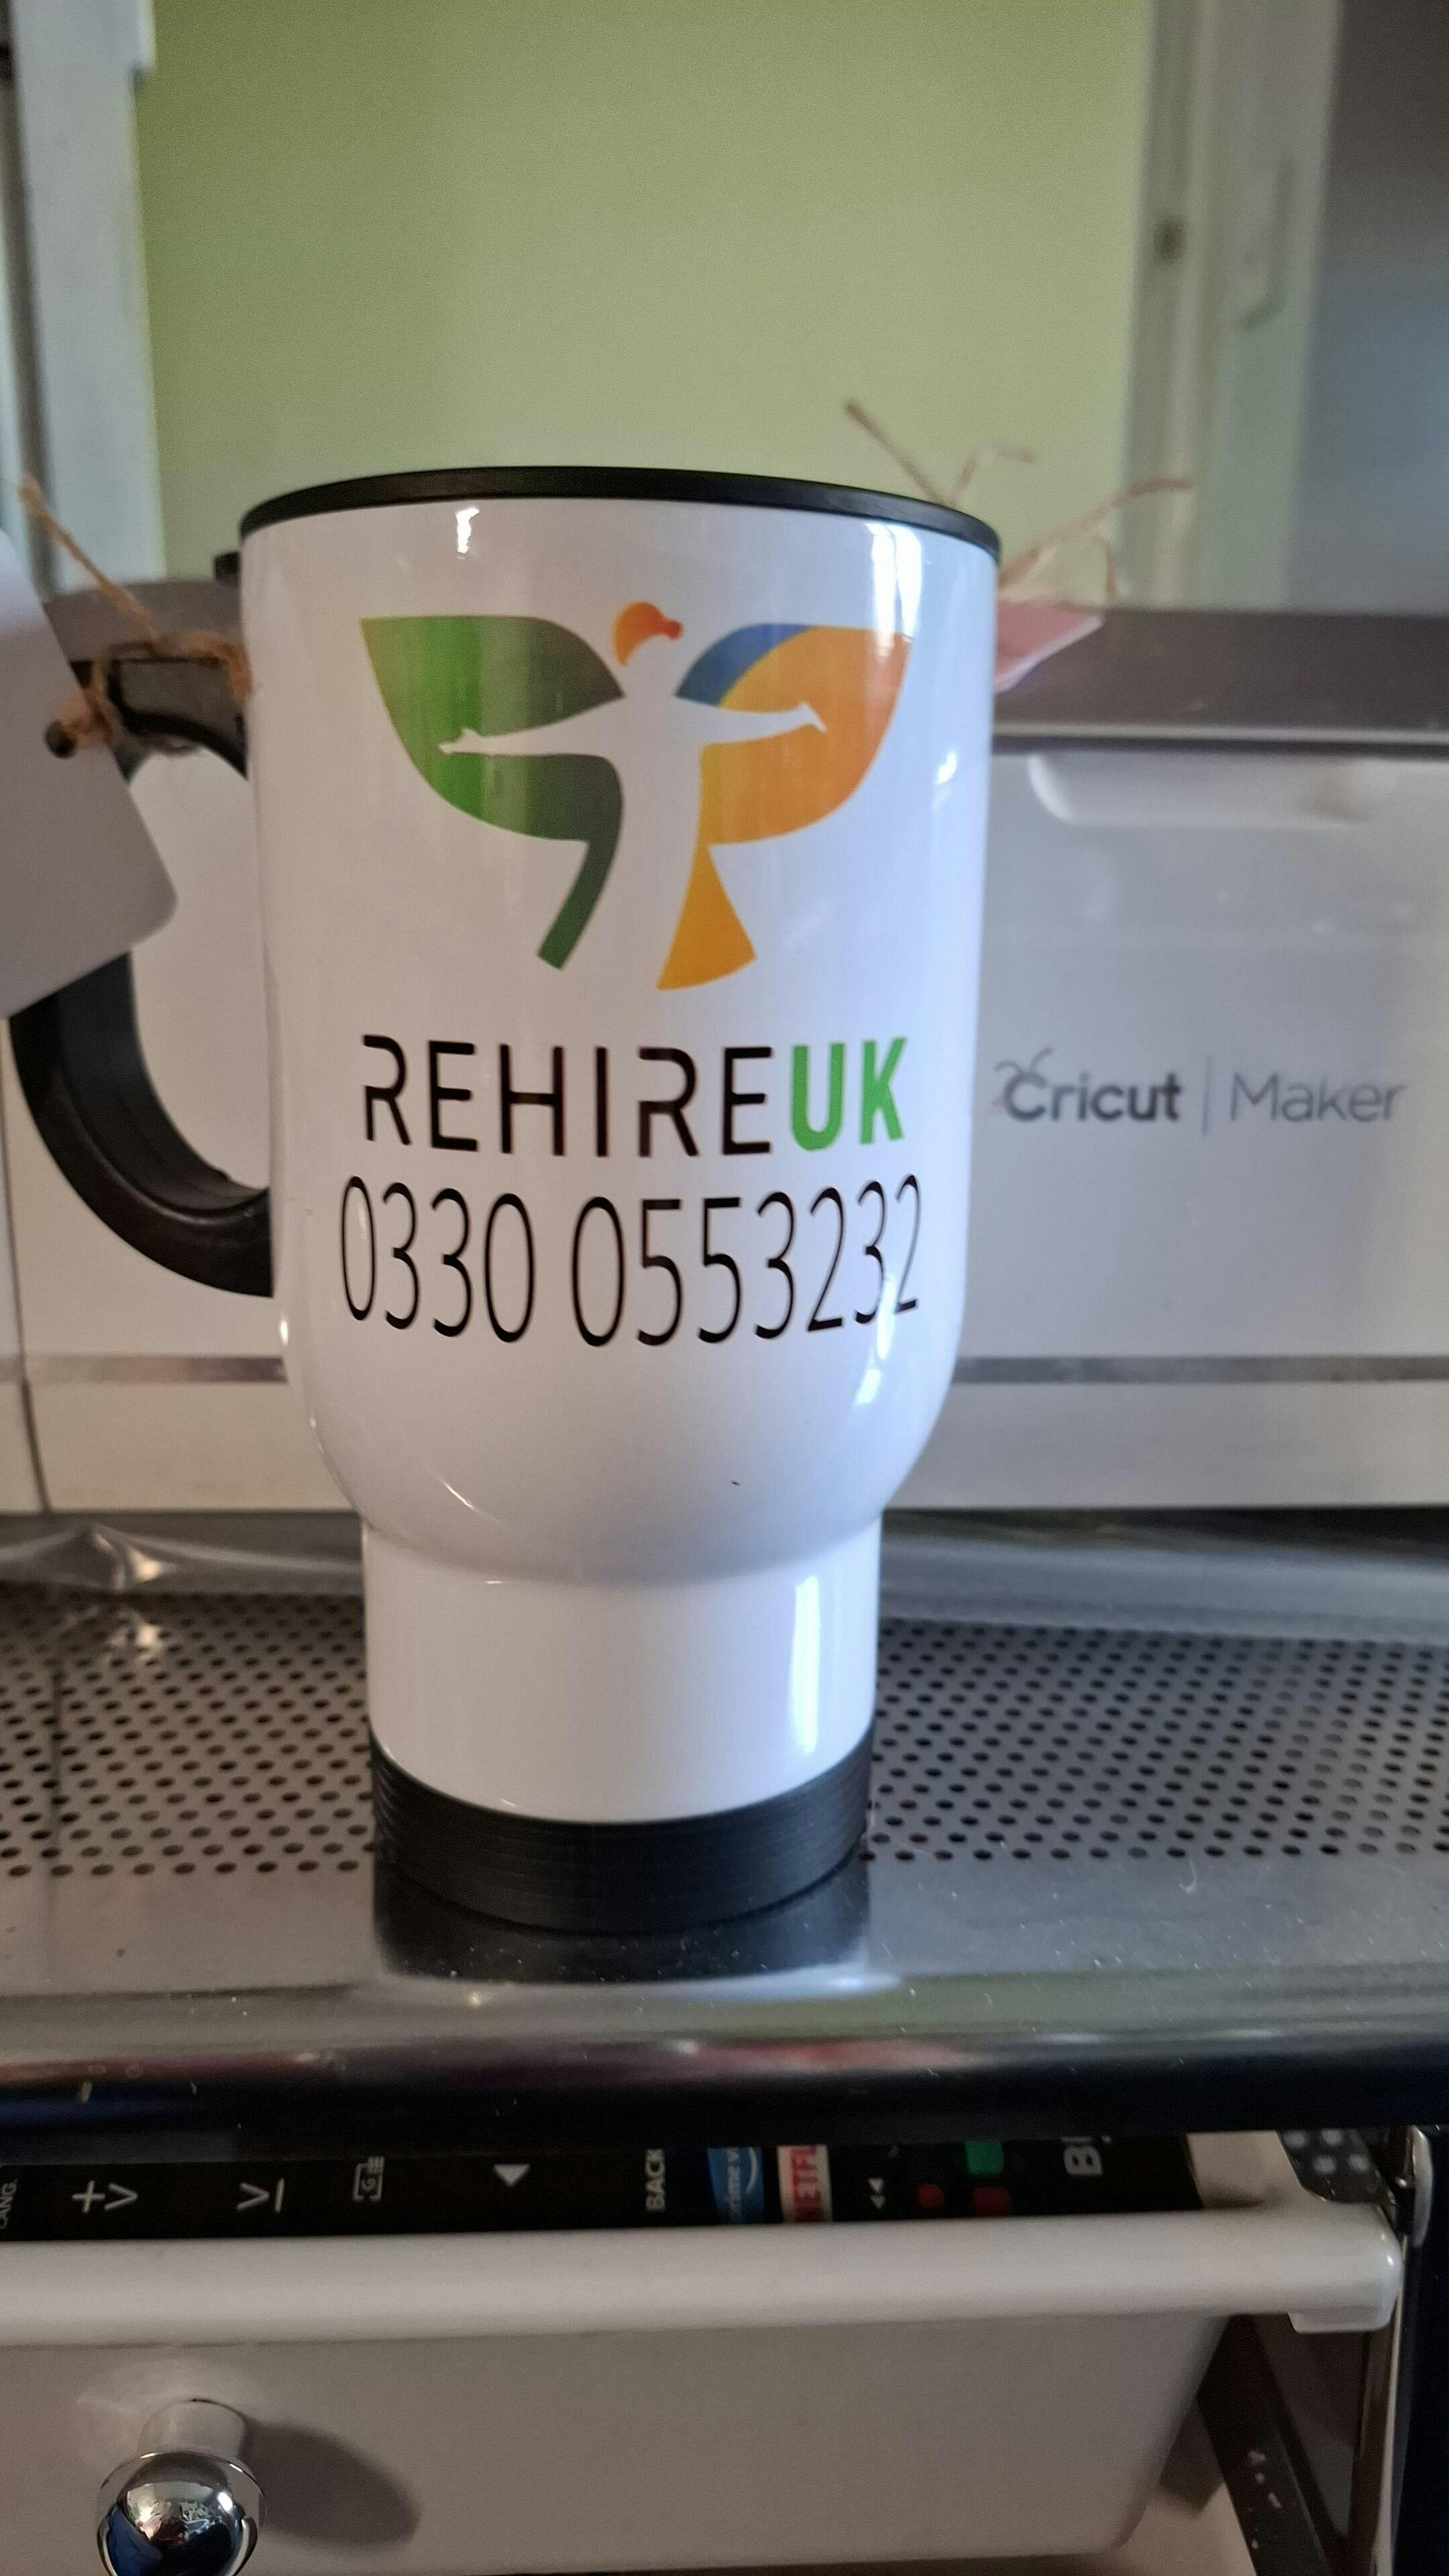 REHIREUK
0330 0553232
Cricut | Maker
BACK